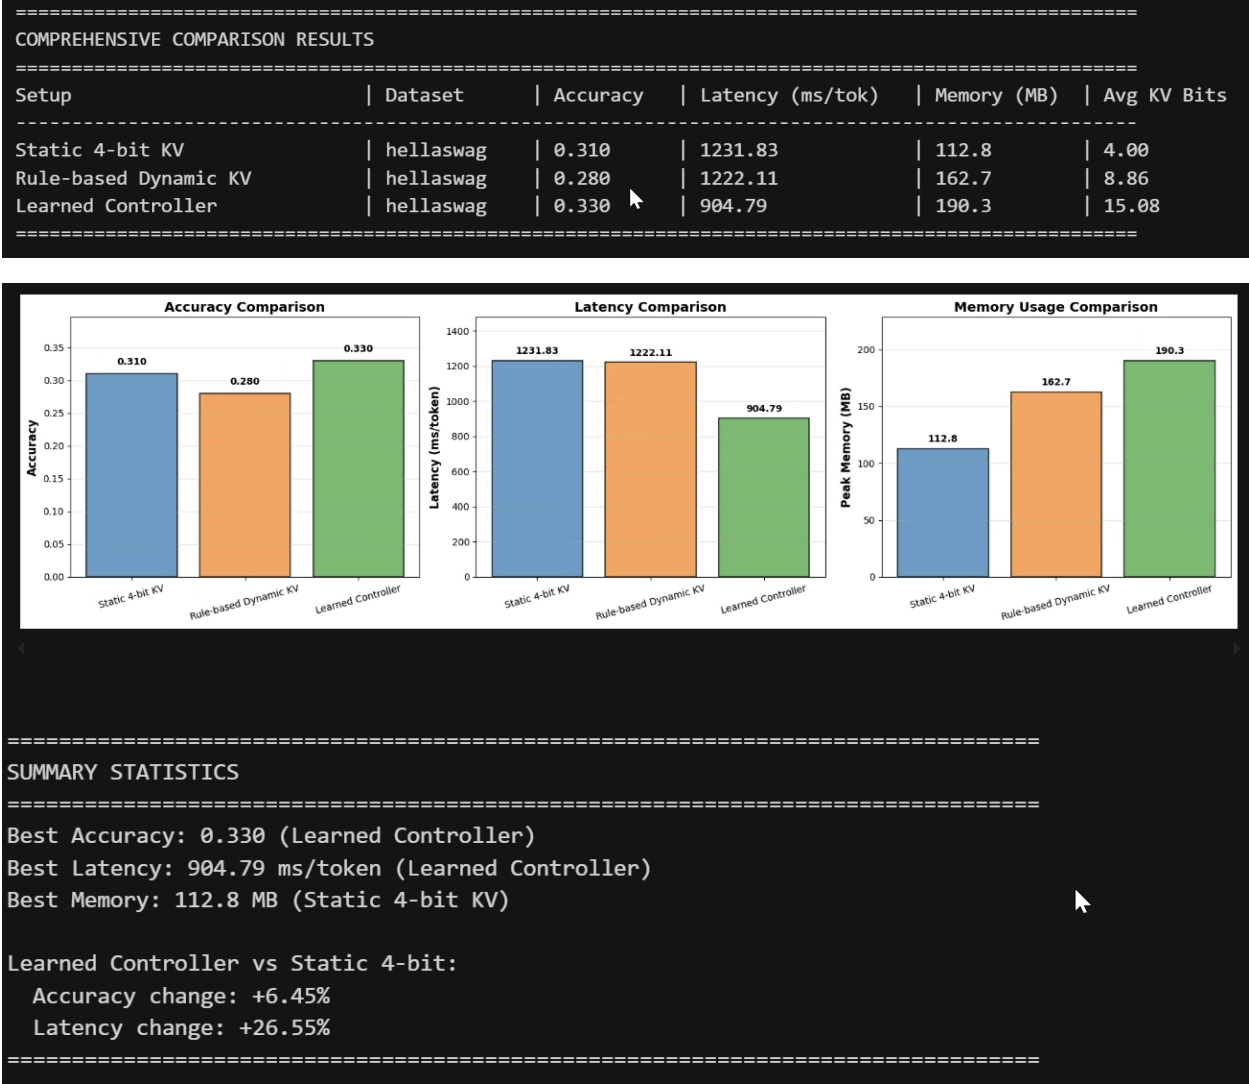 ================================================================================
COMPREHENSIVE COMPARISON RESULTS
================================================================================
Setup | Dataset | Accuracy | Latency (ms/tok) | Memory (MB) | Avg KV Bits
--------------------------------------------------------------------------------
Static 4-bit KV | hellaswag | 0.310 | 1231.83 | 112.8 | 4.00
Rule-based Dynamic KV | hellaswag | 0.280 | 1222.11 | 162.7 | 8.86
Learned Controller | hellaswag | 0.330 | 904.79 | 190.3 | 15.08
================================================================================
Accuracy Comparison
Accuracy
0.35
0.30
0.25
0.20
0.15
0.10
0.05
0.00
0.310
0.280
0.330
Static 4-bit KV
Rule-based Dynamic KV
Learned Controller
Latency Comparison
Latency (ms/token)
1400
1200
1000
800
600
400
200
0
1231.83
1222.11
904.79
Static 4-bit KV
Rule-based Dynamic KV
Learned Controller
Memory Usage Comparison
Peak Memory (MB)
200
150
100
50
0
112.8
162.7
190.3
Static 4-bit KV
Rule-based Dynamic KV
Learned Controller
================================================================================
SUMMARY STATISTICS
================================================================================
Best Accuracy: 0.330 (Learned Controller)
Best Latency: 904.79 ms/token (Learned Controller)
Best Memory: 112.8 MB (Static 4-bit KV)
Learned Controller vs Static 4-bit:
Accuracy change: +6.45%
Latency change: +26.55%
================================================================================